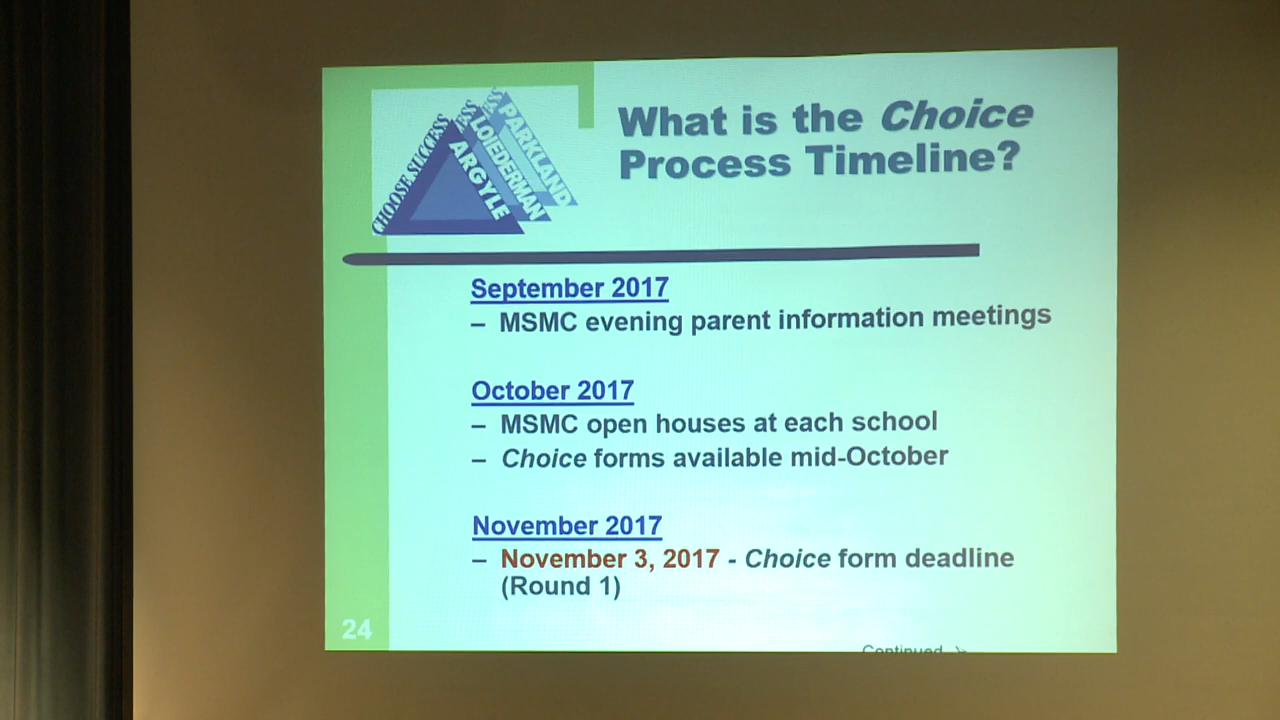 What is the Choice
Process Timeline?
CHOOSE SUCCESS
ARGYLE
LOIEDERMAN
PARKLAND
September 2017
– MSMC evening parent information meetings
October 2017
– MSMC open houses at each school
– Choice forms available mid-October
November 2017
– November 3, 2017 - Choice form deadline
(Round 1)
24
Continued